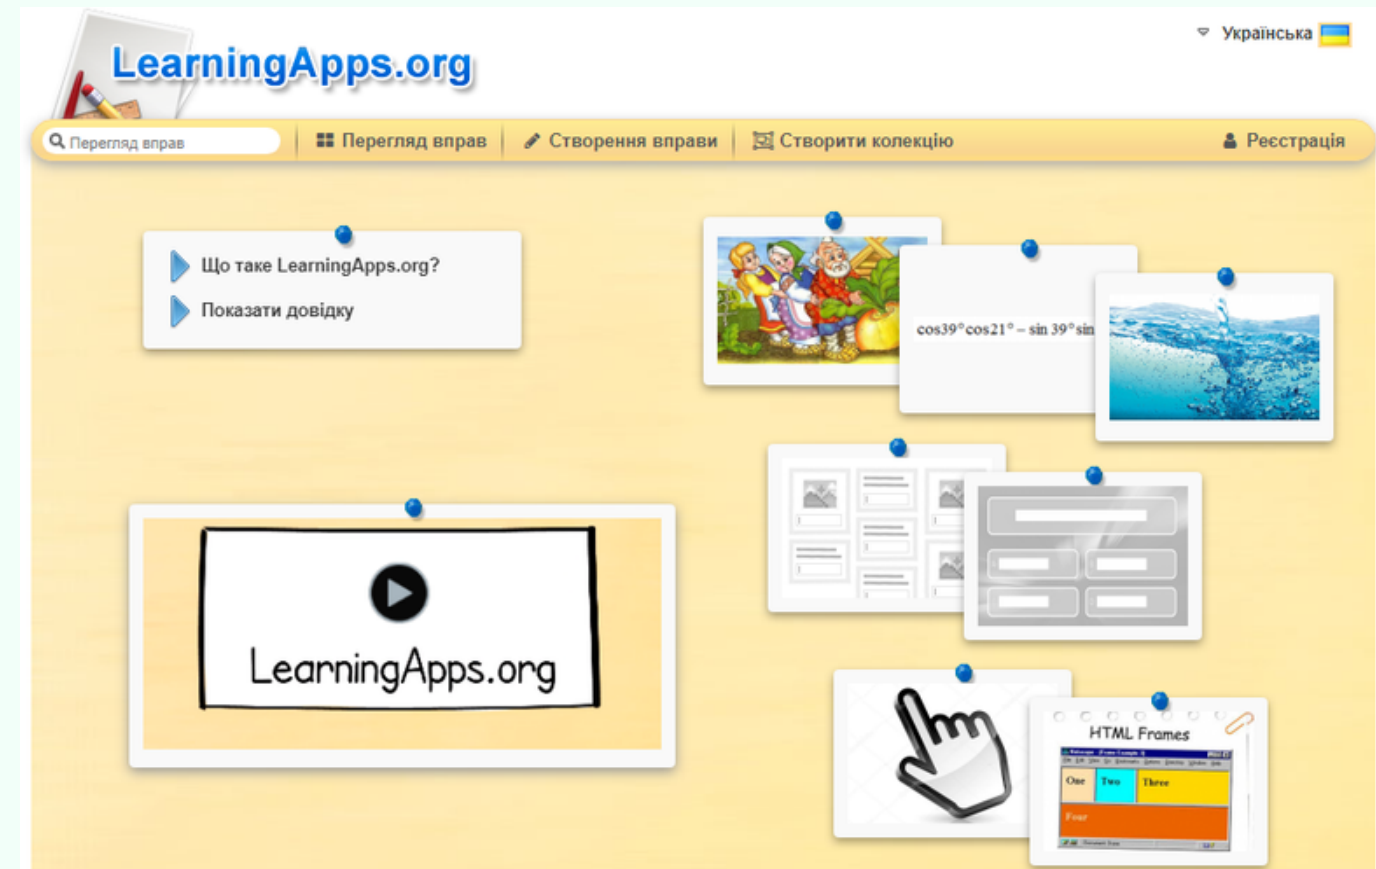 LearningApps.org
Українська
Перегляд вправ
Перегляд вправ
Створення вправи
Створити колекцію
Реєстрація
Що таке LearningApps.org?
Показати довідку
cos39°cos21° – sin 39°sin
LearningApps.org
HTML Frames
One
Two
Three
Four